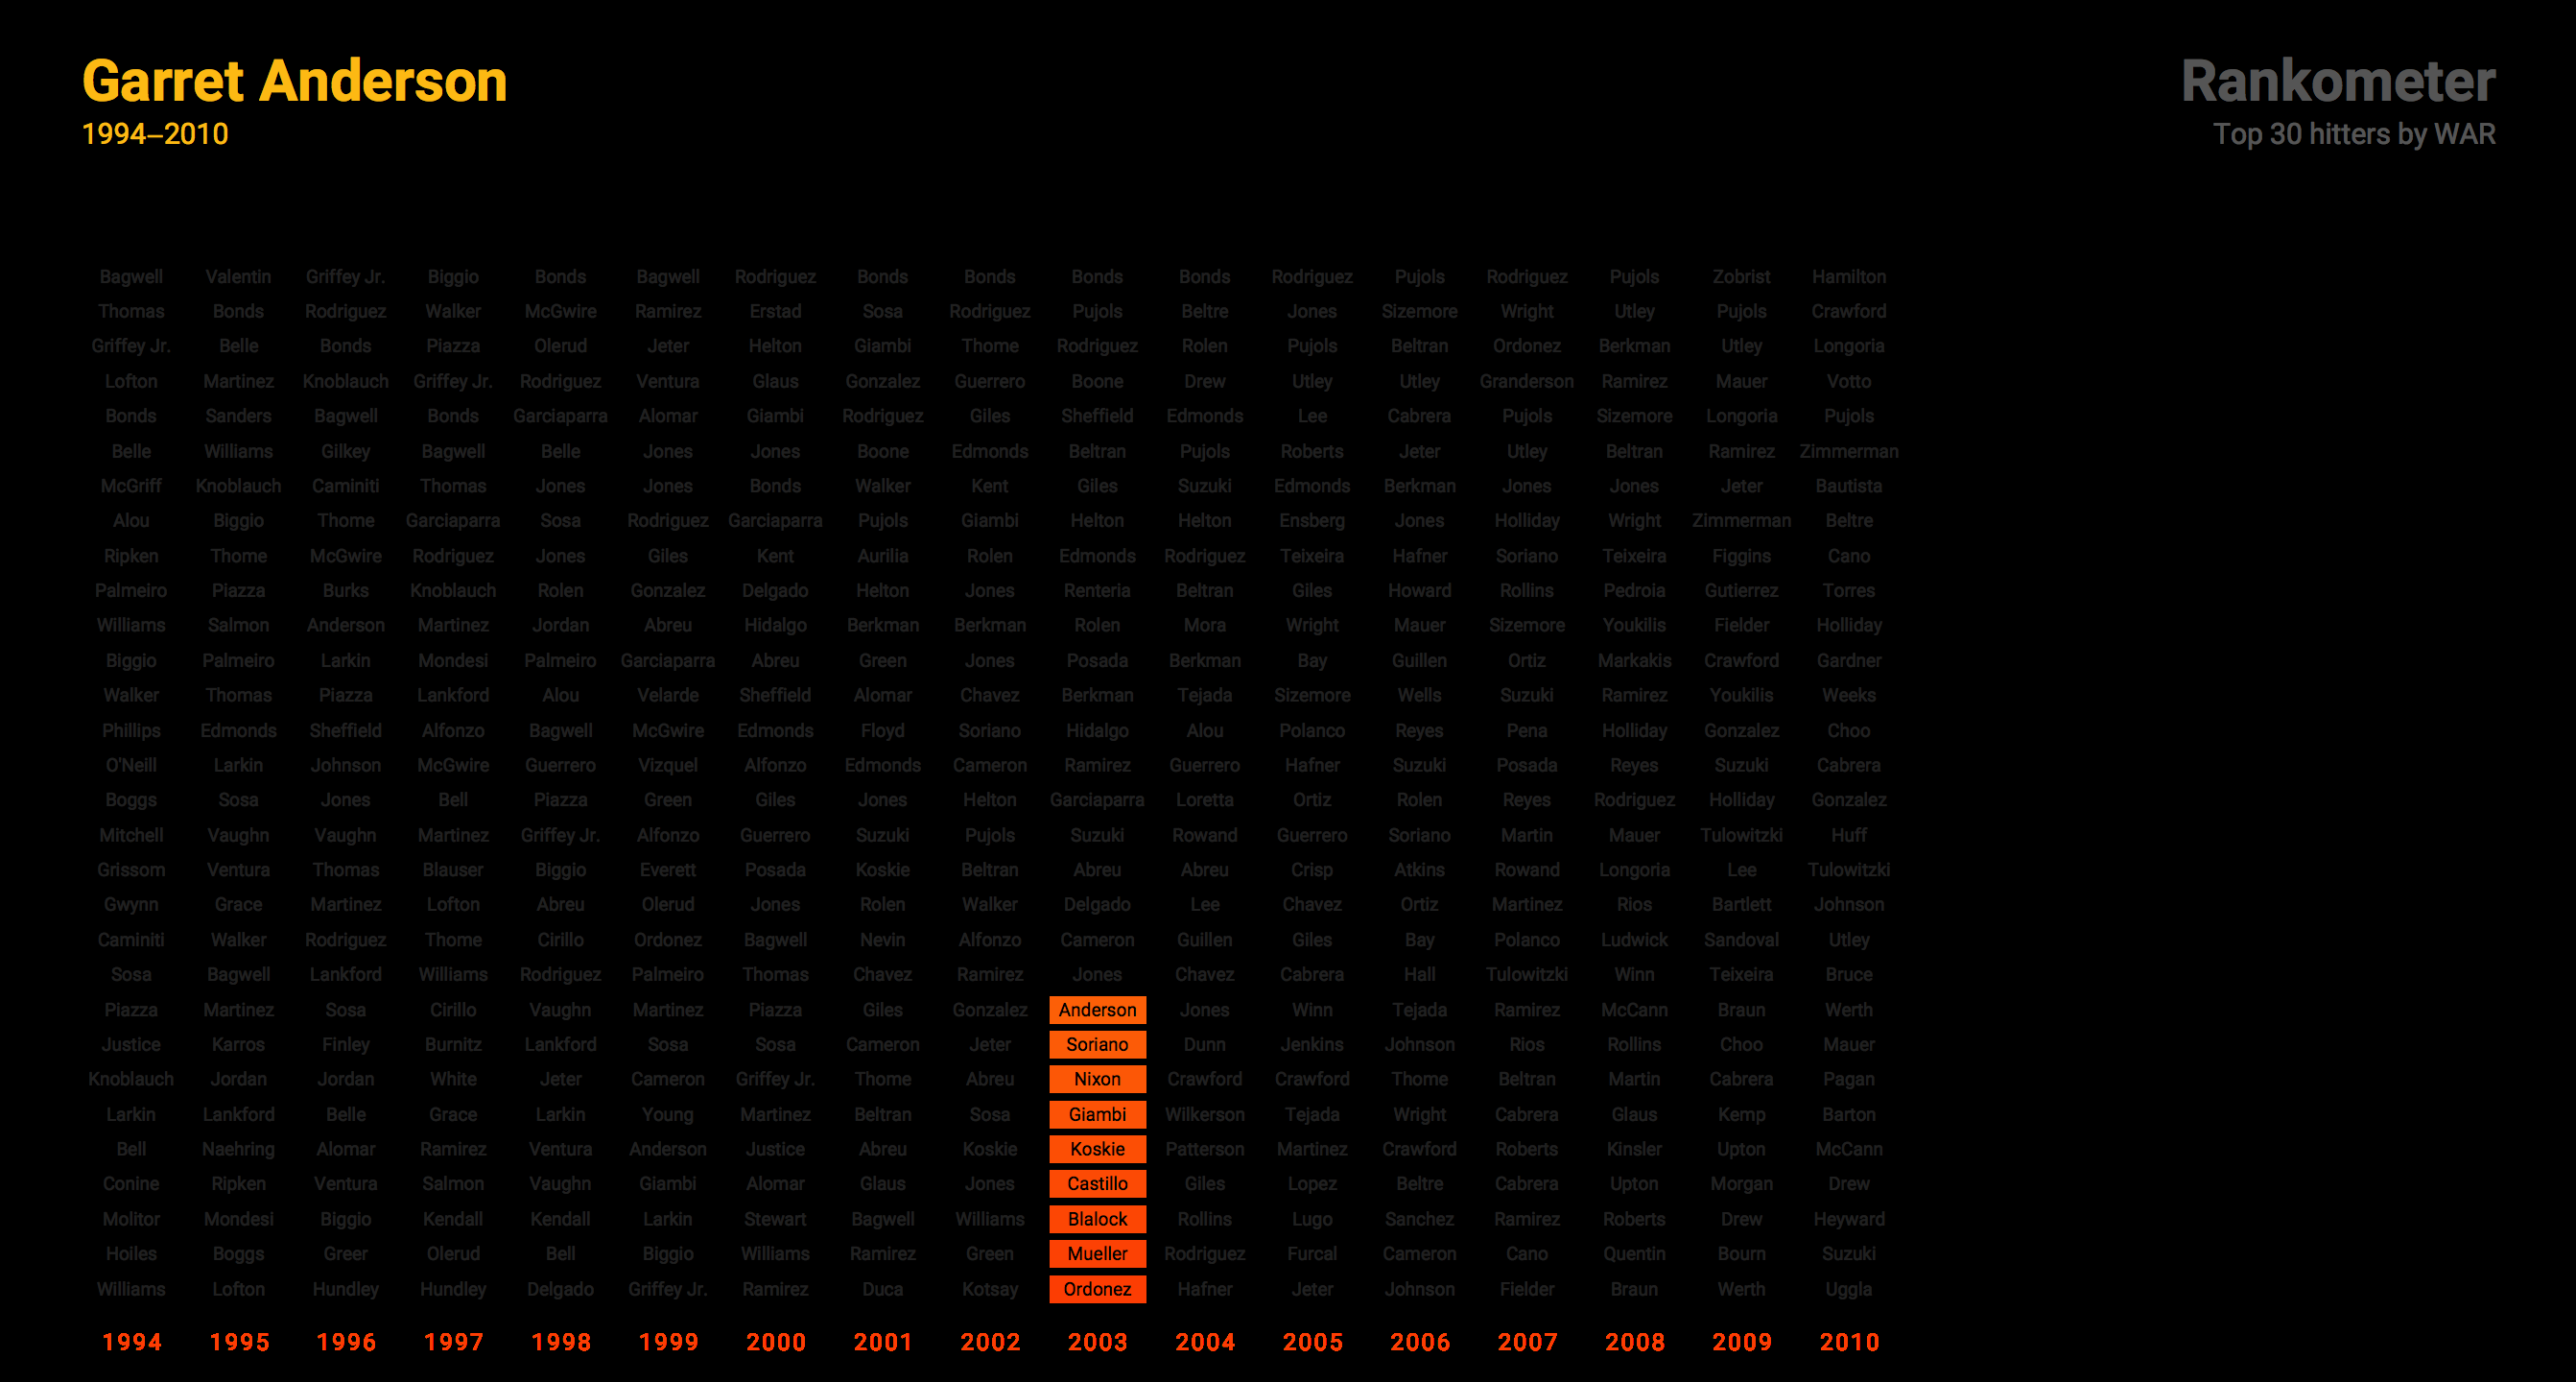 Garret Anderson
1994–2010
Rankometer
Top 30 hitters by WAR
Bagwell Valentin Griffey Jr. Biggio Bonds Bagwell Rodriguez Bonds Bonds Bonds Bonds Rodriguez Pujols Rodriguez Pujols Zobrist Hamilton
Thomas Bonds Rodriguez Walker McGwire Ramirez Erstad Sosa Rodriguez Pujols Beltre Jones Sizemore Wright Utley Pujols Crawford
Griffey Jr. Belle Bonds Piazza Olerud Jeter Helton Giambi Thome Rodriguez Rolen Pujols Beltran Ordonez Berkman Utley Longoria
Lofton Martinez Knoblauch Griffey Jr. Rodriguez Ventura Glaus Gonzalez Guerrero Boone Drew Utley Utley Granderson Ramirez Mauer Votto
Bonds Sanders Bagwell Bonds Garciaparra Alomar Giambi Rodriguez Giles Sheffield Edmonds Lee Cabrera Pujols Sizemore Longoria Pujols
Belle Williams Gilkey Bagwell Belle Jones Jones Boone Edmonds Beltran Pujols Roberts Jeter Utley Beltran Ramirez Zimmerman
McGriff Knoblauch Caminiti Thomas Jones Jones Bonds Walker Kent Giles Suzuki Edmonds Berkman Jones Jones Jeter Bautista
Alou Biggio Thome Garciaparra Sosa Rodriguez Garciaparra Pujols Giambi Helton Helton Ensberg Jones Holliday Wright Zimmerman Beltre
Ripken Thome McGwire Rodriguez Jones Giles Kent Aurilia Rolen Edmonds Rodriguez Teixeira Hafner Soriano Teixeira Figgins Cano
Palmeiro Piazza Burks Knoblauch Rolen Gonzalez Delgado Helton Jones Renteria Beltran Giles Howard Rollins Pedroia Gutierrez Torres
Williams Salmon Anderson Martinez Jordan Abreu Hidalgo Berkman Berkman Rolen Mora Wright Mauer Sizemore Youkilis Fielder Holliday
Biggio Palmeiro Larkin Mondesi Palmeiro Garciaparra Abreu Green Jones Posada Berkman Bay Guillen Ortiz Markakis Crawford Gardner
Walker Thomas Piazza Lankford Alou Velarde Sheffield Alomar Chavez Berkman Tejada Sizemore Wells Suzuki Ramirez Youkilis Weeks
Phillips Edmonds Sheffield Alfonzo Bagwell McGwire Edmonds Floyd Soriano Hidalgo Alou Polanco Reyes Pena Holliday Gonzalez Choo
O'Neill Larkin Johnson McGwire Guerrero Vizquel Alfonzo Edmonds Cameron Ramirez Guerrero Hafner Suzuki Posada Reyes Suzuki Cabrera
Boggs Sosa Jones Bell Piazza Green Giles Jones Helton Garciaparra Loretta Ortiz Rolen Reyes Rodriguez Holliday Gonzalez
Mitchell Vaughn Vaughn Martinez Griffey Jr. Alfonzo Guerrero Suzuki Pujols Suzuki Rowand Guerrero Soriano Martin Mauer Tulowitzki Huff
Grissom Ventura Thomas Blauser Biggio Everett Posada Koskie Beltran Abreu Abreu Crisp Atkins Rowand Longoria Lee Tulowitzki
Gwynn Grace Martinez Lofton Abreu Olerud Jones Rolen Walker Delgado Lee Chavez Ortiz Martinez Rios Bartlett Johnson
Caminiti Walker Rodriguez Thome Cirillo Ordonez Bagwell Nevin Alfonzo Cameron Guillen Giles Bay Polanco Ludwick Sandoval Utley
Sosa Bagwell Lankford Williams Rodriguez Palmeiro Thomas Chavez Ramirez Jones Chavez Cabrera Hall Tulowitzki Winn Teixeira Bruce
Piazza Martinez Sosa Cirillo Vaughn Martinez Piazza Giles Gonzalez Anderson Jones Winn Tejada Ramirez McCann Braun Werth
Justice Karros Finley Burnitz Lankford Sosa Sosa Cameron Jeter Soriano Dunn Jenkins Johnson Rios Rollins Choo Mauer
Knoblauch Jordan Jordan White Jeter Cameron Griffey Jr. Thome Abreu Nixon Crawford Crawford Thome Beltran Martin Cabrera Pagan
Larkin Lankford Belle Grace Larkin Young Martinez Beltran Sosa Giambi Wilkerson Tejada Wright Cabrera Glaus Kemp Barton
Bell Naehring Alomar Ramirez Ventura Anderson Justice Abreu Koskie Koskie Patterson Martinez Crawford Roberts Kinsler Upton McCann
Conine Ripken Ventura Salmon Vaughn Giambi Alomar Glaus Jones Castillo Giles Lopez Beltre Cabrera Upton Morgan Drew
Molitor Mondesi Biggio Kendall Kendall Larkin Stewart Bagwell Williams Blalock Rollins Lugo Sanchez Ramirez Roberts Drew Heyward
Hoiles Boggs Greer Olerud Bell Biggio Williams Ramirez Green Mueller Rodriguez Furcal Cameron Cano Quentin Bourn Suzuki
Williams Lofton Hundley Hundley Delgado Griffey Jr. Ramirez Duca Kotsay Ordonez Hafner Jeter Johnson Fielder Braun Werth Uggla
1994 1995 1996 1997 1998 1999 2000 2001 2002 2003 2004 2005 2006 2007 2008 2009 2010